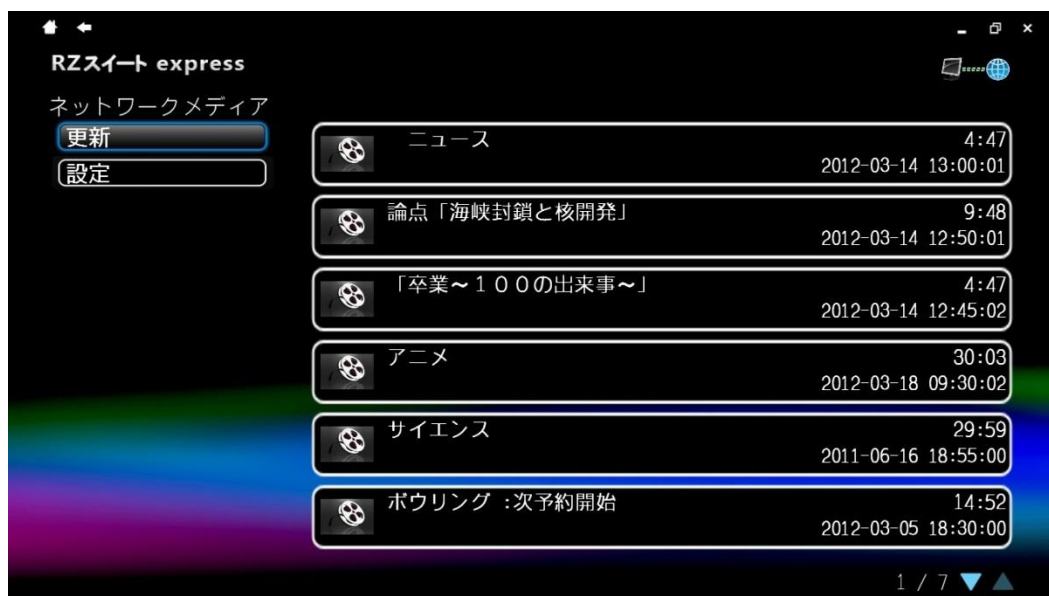 RZスイート express
ネットワークメディア
更新
設定
ニュース
4:47
2012-03-14 13:00:01
論点「海峡封鎖と核開発」
9:48
2012-03-14 12:50:01
「卒業～１００の出来事～」
4:47
2012-03-14 12:45:02
アニメ
30:03
2012-03-18 09:30:02
サイエンス
29:59
2011-06-16 18:55:00
ボウリング :次予約開始
14:52
2012-03-05 18:30:00
1 / 7